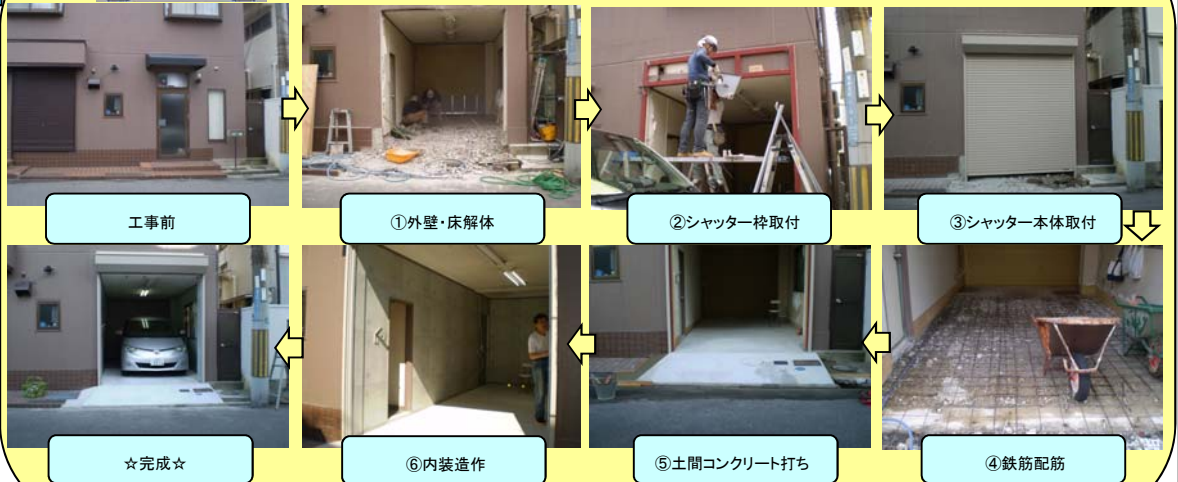 工事前
①外壁・床解体
②シャッター枠取付
③シャッター本体取付
④鉄筋配筋
⑤土間コンクリート打ち
⑥内装造作
☆完成☆